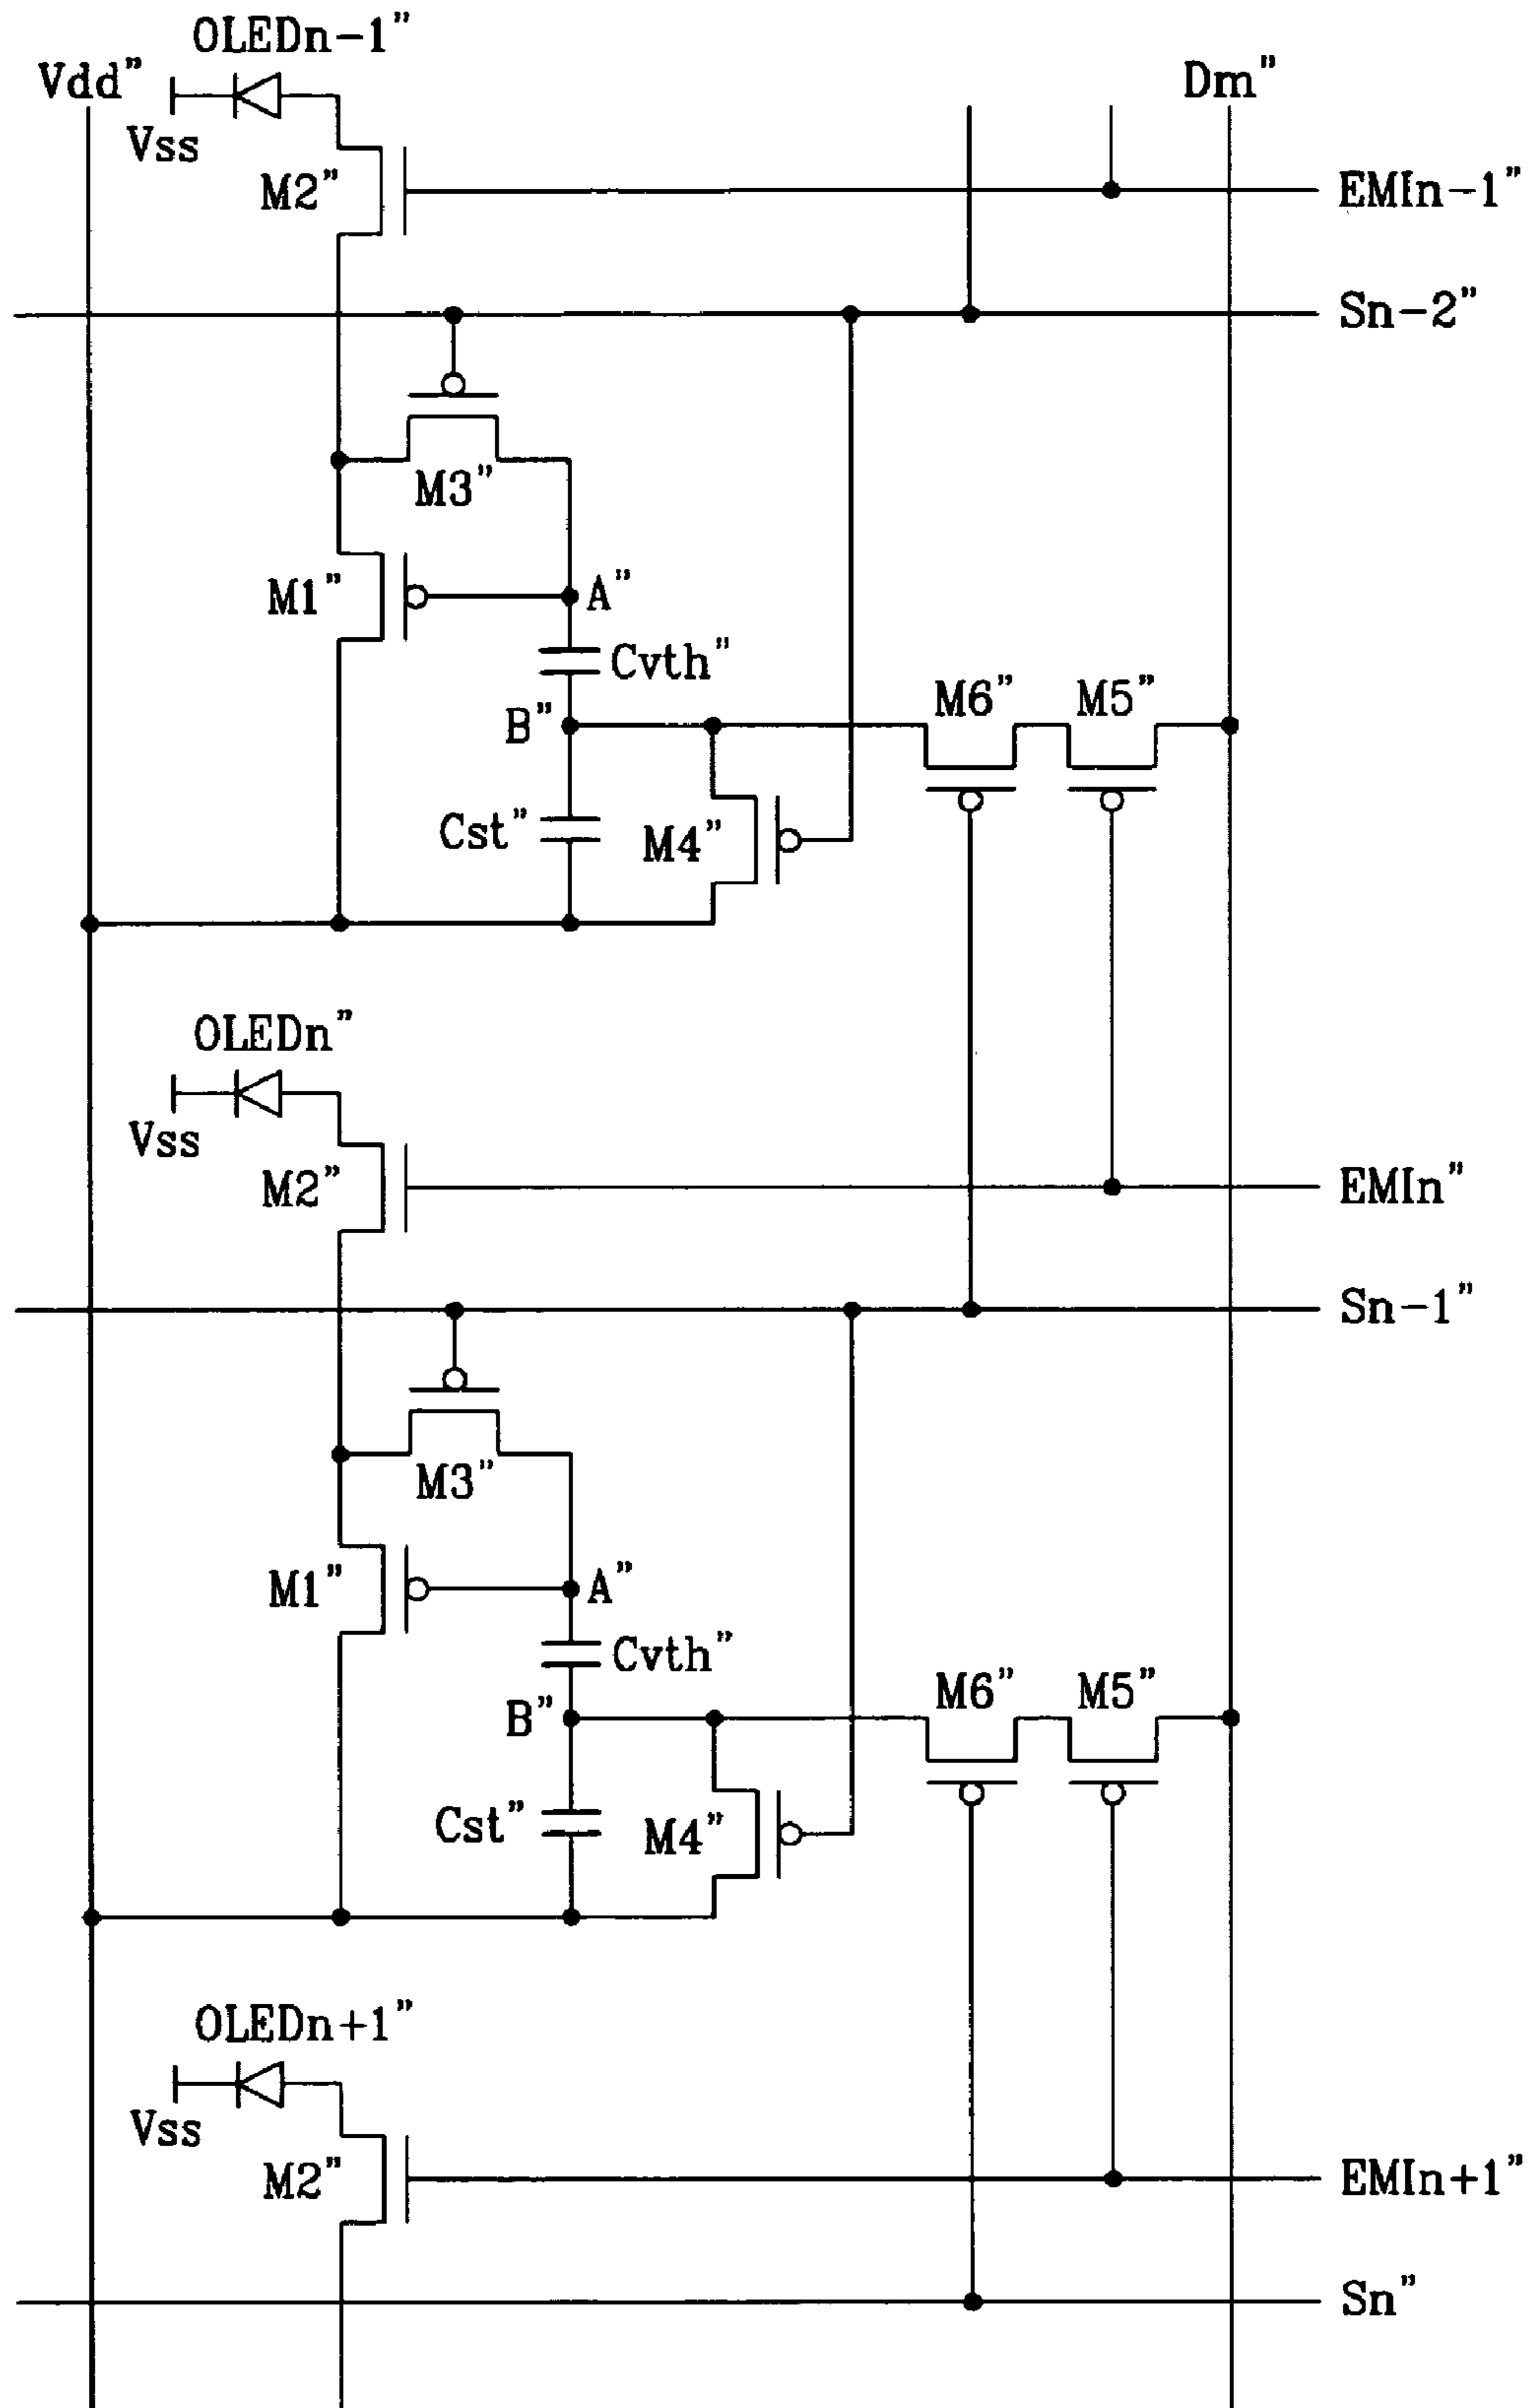 OLEDn-1"
Vdd"
Dm"
Vss
M2"
EMIn-1"
Sn-2"
M3"
M1"
A"
Cvth"
B"
M6"
M5"
Cst"
M4"
OLEDn"
Vss
M2"
EMIn"
Sn-1"
M3"
M1"
A"
Cvth"
B"
M6"
M5"
Cst"
M4"
OLEDn+1"
Vss
M2"
EMIn+1"
Sn"